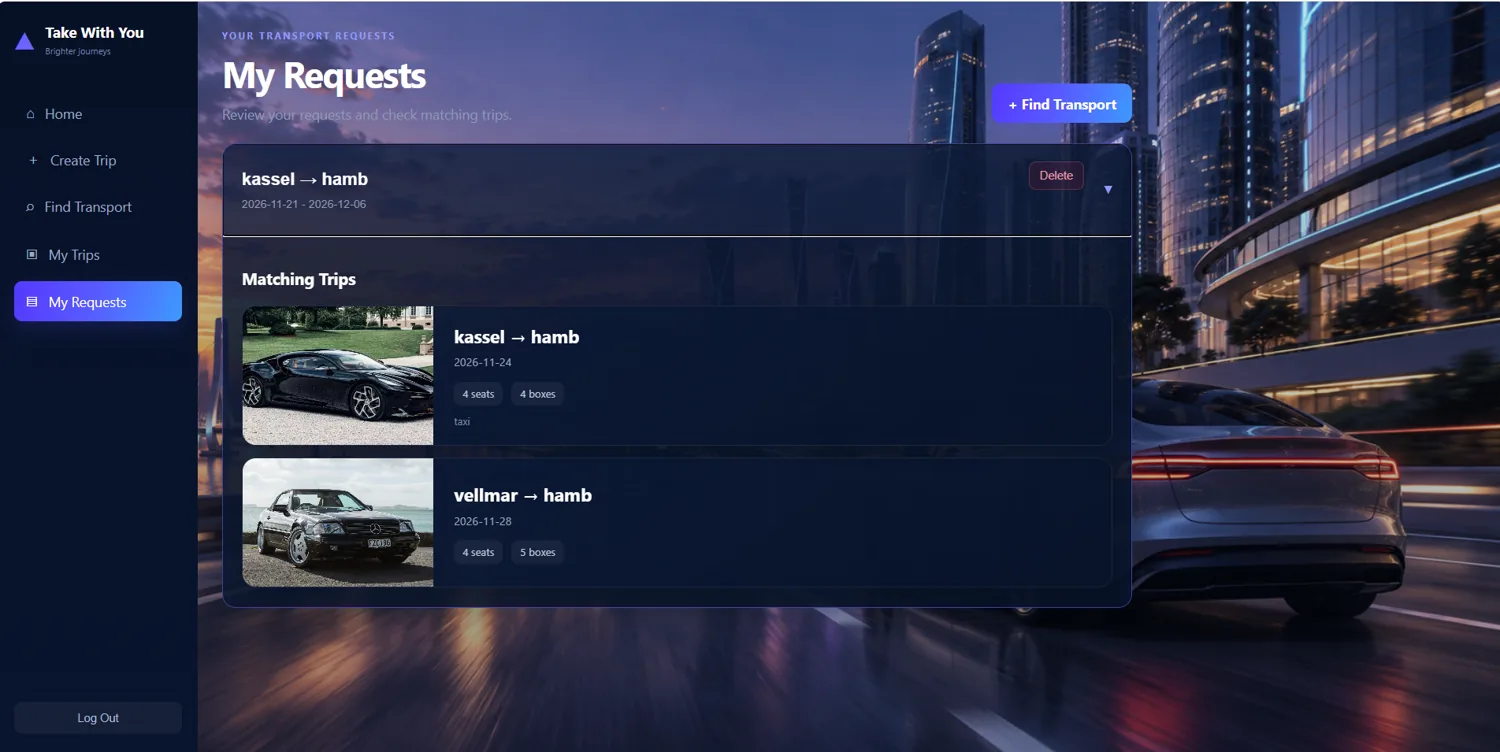 Take With You
Brighter journeys
Home
+ Create Trip
Find Transport
My Trips
My Requests
Log Out
YOUR TRANSPORT REQUESTS
My Requests
Review your requests and check matching trips.
+ Find Transport
kassel → hamb
2026-11-21 - 2026-12-06
Delete
▼
Matching Trips
kassel → hamb
2026-11-24
4 seats 4 boxes
taxi
vellmar → hamb
2026-11-28
4 seats 5 boxes